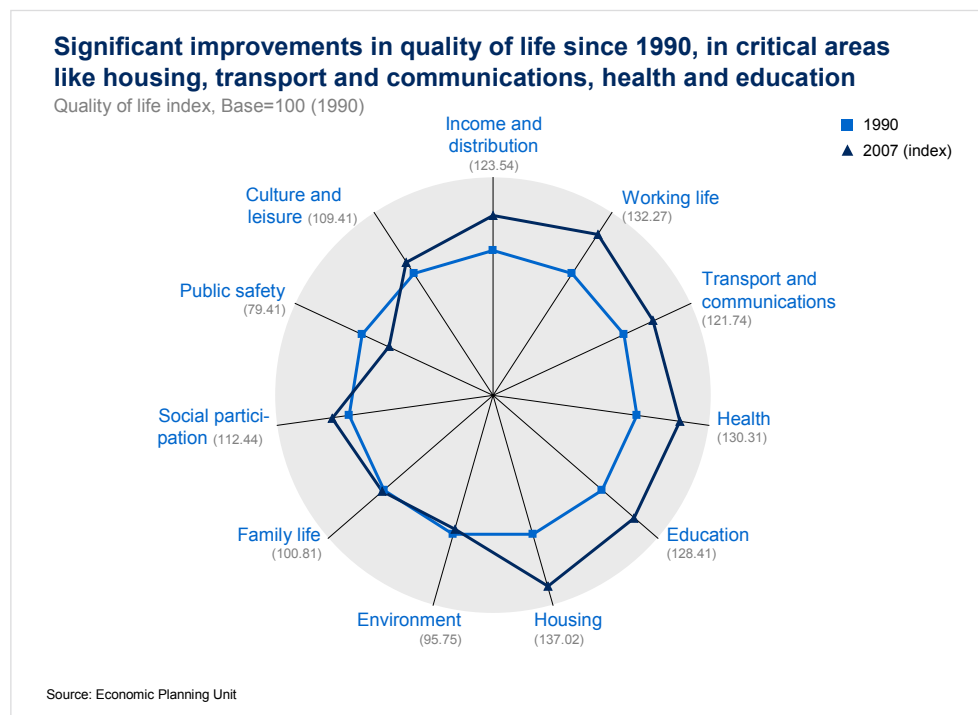 Significant improvements in quality of life since 1990, in critical areas
like housing, transport and communications, health and education
Quality of life index, Base=100 (1990)
1990
2007 (index)
Income and
distribution
(123.54)
Working life
(132.27)
Transport and
communications
(121.74)
Health
(130.31)
Education
(128.41)
Housing
(137.02)
Environment
(95.75)
Family life
(100.81)
Social partici-
pation (112.44)
Public safety
(79.41)
Culture and
leisure (109.41)
Source: Economic Planning Unit